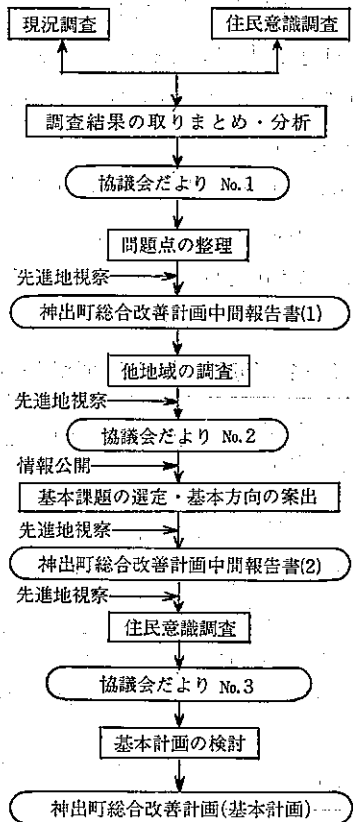 現況調査
住民意識調査
調査結果の取りまとめ・分析
協議会だより No.1
問題点の整理
先進地視察
神出町総合改善計画中間報告書(1)
他地域の調査
先進地視察
協議会だより No.2
情報公開
基本課題の選定・基本方向の案出
先進地視察
神出町総合改善計画中間報告書(2)
先進地視察
住民意識調査
協議会だより No.3
基本計画の検討
神出町総合改善計画(基本計画)